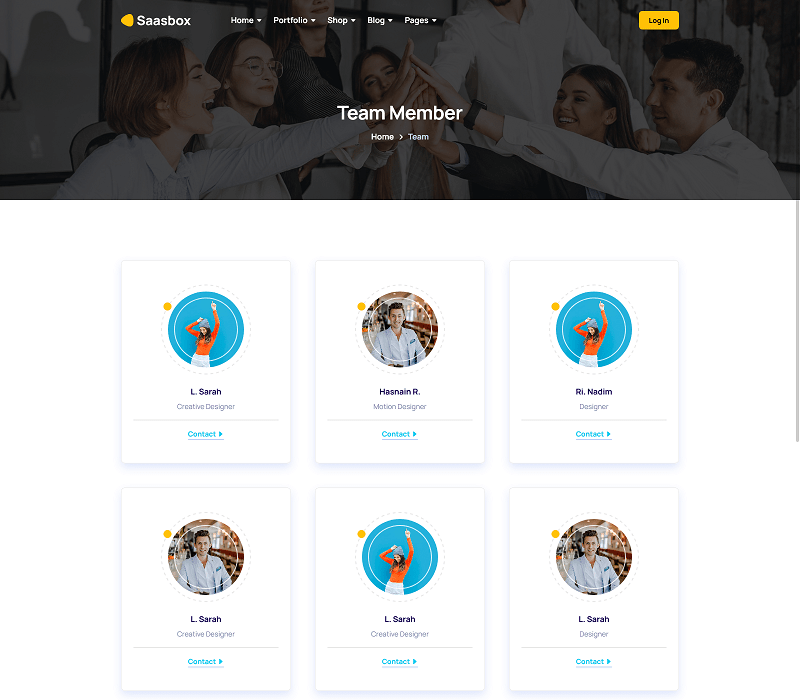 Saasbox Home Portfolio Shop Blog Pages Log In
Team Member
Home > Team
L. Sarah Hasnain R. Ri. Nadim
Creative Designer Motion Designer Designer
Contact Contact Contact
L. Sarah L. Sarah L. Sarah
Creative Designer Creative Designer Designer
Contact Contact Contact